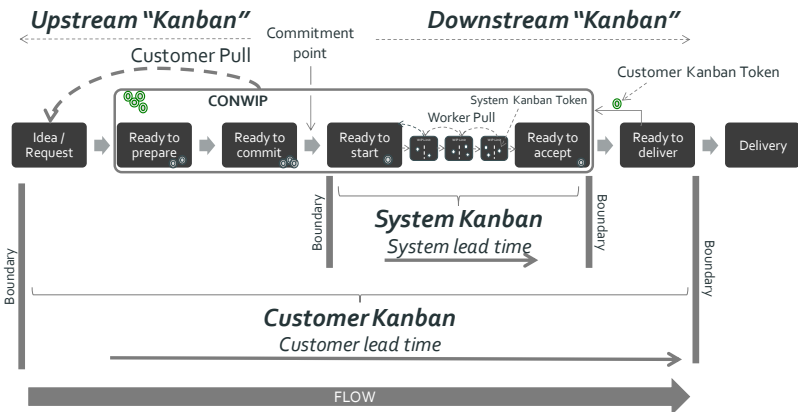 Upstream "Kanban"
Downstream "Kanban"
Commitment
point
Customer Pull
Customer Kanban Token
CONWIP
System Kanban Token
Worker Pull
Idea /
Request
Ready to
prepare
Ready to
commit
Ready to
start
Ready to
accept
Ready to
deliver
Delivery
Boundary
Boundary
Boundary
Boundary
System Kanban
System lead time
Customer Kanban
Customer lead time
FLOW